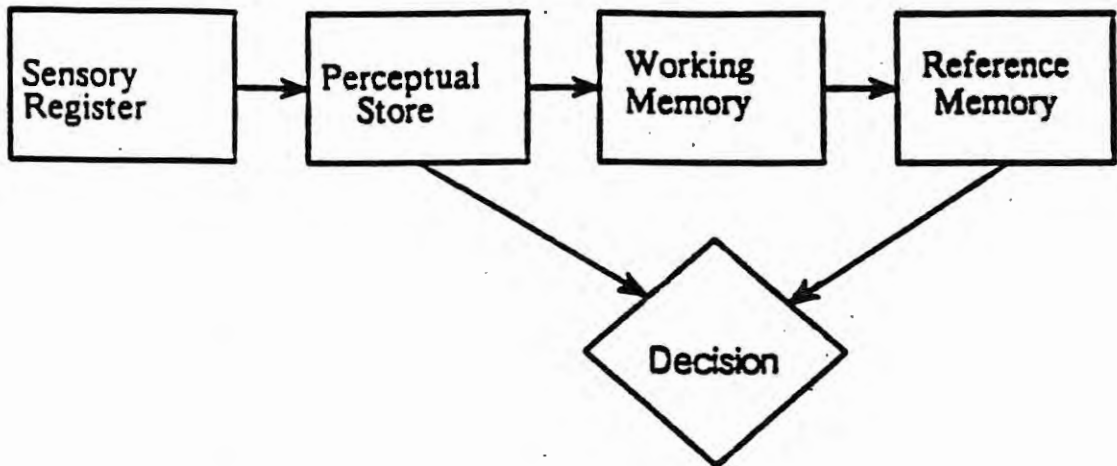 Sensory
Register
Perceptual
Store
Working
Memory
Reference
Memory
Decision